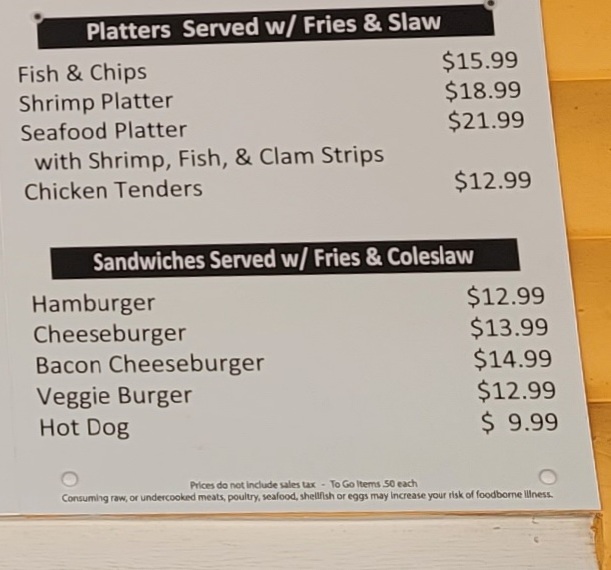 Platters Served w/ Fries & Slaw
Fish & Chips $15.99
Shrimp Platter $18.99
Seafood Platter $21.99
with Shrimp, Fish, & Clam Strips
Chicken Tenders $12.99
Sandwiches Served w/ Fries & Coleslaw
Hamburger $12.99
Cheeseburger $13.99
Bacon Cheeseburger $14.99
Veggie Burger $12.99
Hot Dog $ 9.99
Prices do not include sales tax - To Go Items .50 each
Consuming raw, or undercooked meats, poultry, seafood, shellfish or eggs may increase your risk of foodborne illness.